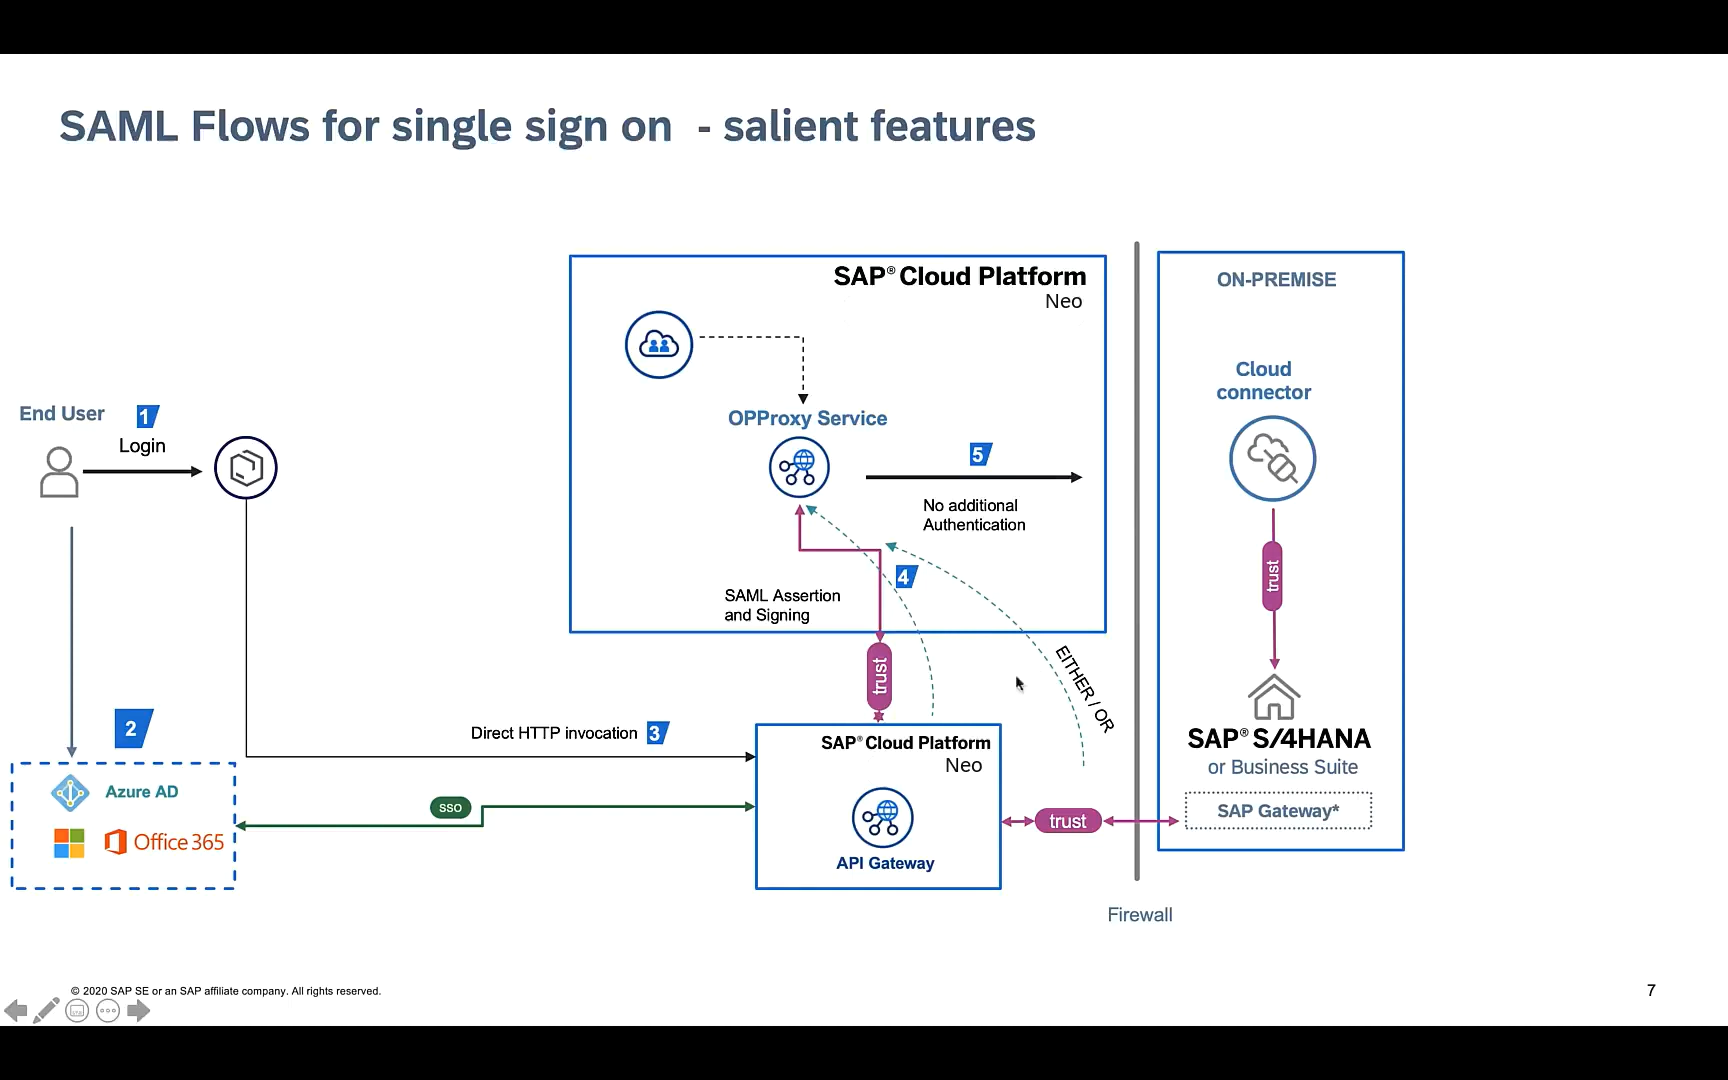 SAML Flows for single sign on - salient features
SAP® Cloud Platform
Neo
ON-PREMISE
Cloud
connector
End User
1
Login
OPProxy Service
5
No additional
Authentication
trust
4
SAML Assertion
and Signing
trust
EITHER / OR
2
Direct HTTP invocation 3
SAP® Cloud Platform
Neo
SAP® S/4HANA
or Business Suite
SAP Gateway*
Azure AD
Office 365
SSO
trust
API Gateway
Firewall
© 2020 SAP SE or an SAP affiliate company. All rights reserved.
7